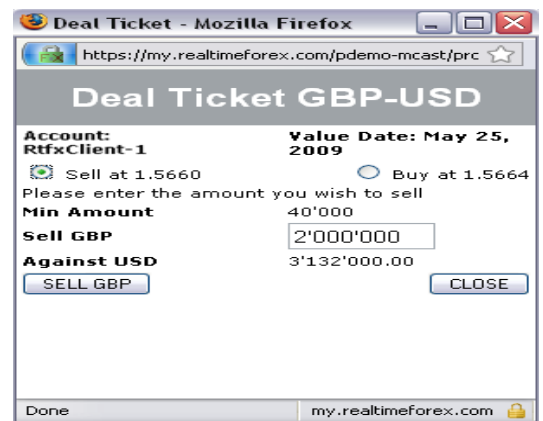 Deal Ticket - Mozilla Firefox
https://my.realtimeforex.com/pdemo-mcast/prc
Deal Ticket GBP-USD
Account: Value Date: May 25,
RtfxClient-1 2009
Sell at 1.5660 Buy at 1.5664
Please enter the amount you wish to sell
Min Amount 40'000
Sell GBP 2'000'000
Against USD 3'132'000.00
SELL GBP CLOSE
Done my.realtimeforex.com